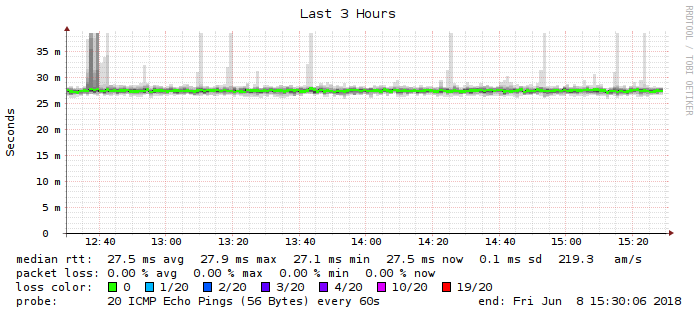 Last 3 Hours
RRDTOOL / TOBI OETIKER
Seconds
35 m
30 m
25 m
20 m
15 m
10 m
5 m
0
12:40 13:00 13:20 13:40 14:00 14:20 14:40 15:00 15:20
median rtt: 27.5 ms avg 27.9 ms max 27.1 ms min 27.5 ms now 0.1 ms sd 219.3 am/s
packet loss: 0.00 % avg 0.00 % max 0.00 % min 0.00 % now
loss color: 0 1/20 2/20 3/20 4/20 10/20 19/20
probe: 20 ICMP Echo Pings (56 Bytes) every 60s end: Fri Jun 8 15:30:06 2018